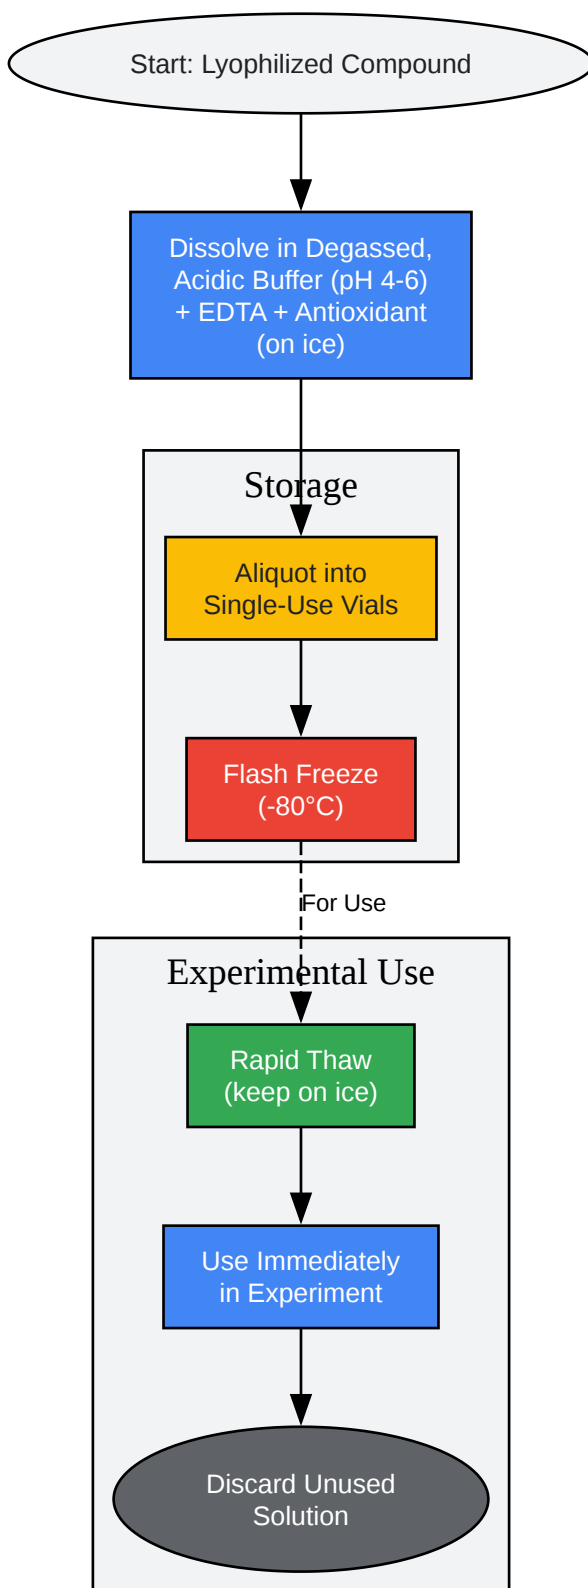 Start: Lyophilized Compound
Dissolve in Degassed,
Acidic Buffer (pH 4-6)
+ EDTA + Antioxidant
(on ice)
Storage
Aliquot into
Single-Use Vials
Flash Freeze
(-80°C)
For Use
Experimental Use
Rapid Thaw
(keep on ice)
Use Immediately
in Experiment
Discard Unused
Solution